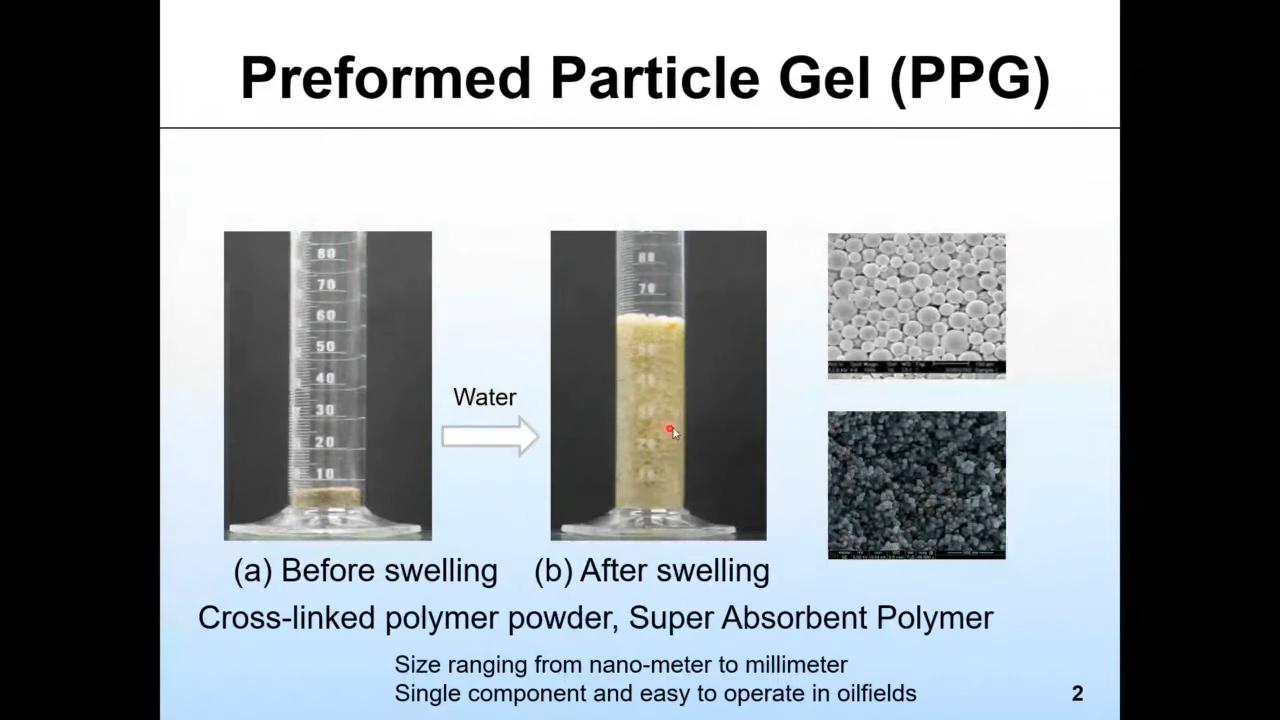 Preformed Particle Gel (PPG)
80
70
60
50
40
30
20
10
Water
80
70
(a) Before swelling
(b) After swelling
Cross-linked polymer powder, Super Absorbent Polymer
Size ranging from nano-meter to millimeter
Single component and easy to operate in oilfields
2